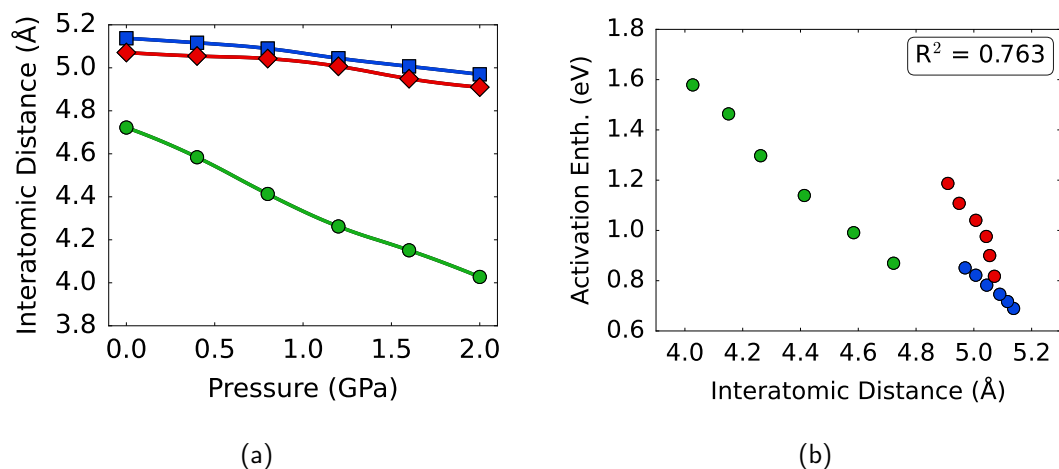 5.2
5.0
4.8
4.6
4.4
4.2
4.0
3.8
Interatomic Distance (Å)
0.0 0.5 1.0 1.5 2.0
Pressure (GPa)
(a)
1.8
1.6
1.4
1.2
1.0
0.8
0.6
Activation Enth. (eV)
R² = 0.763
4.0 4.2 4.4 4.6 4.8 5.0 5.2
Interatomic Distance (Å)
(b)